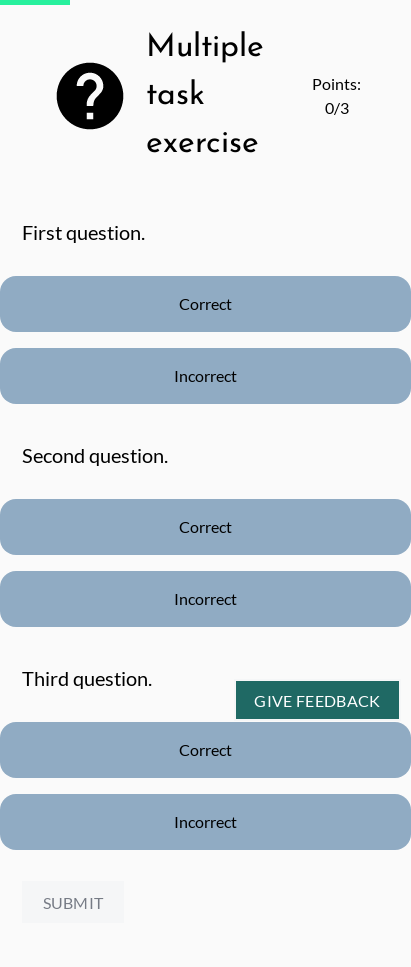 Multiple
task
exercise
Points:
0/3
First question.
Correct
Incorrect
Second question.
Correct
Incorrect
Third question.
GIVE FEEDBACK
Correct
Incorrect
SUBMIT